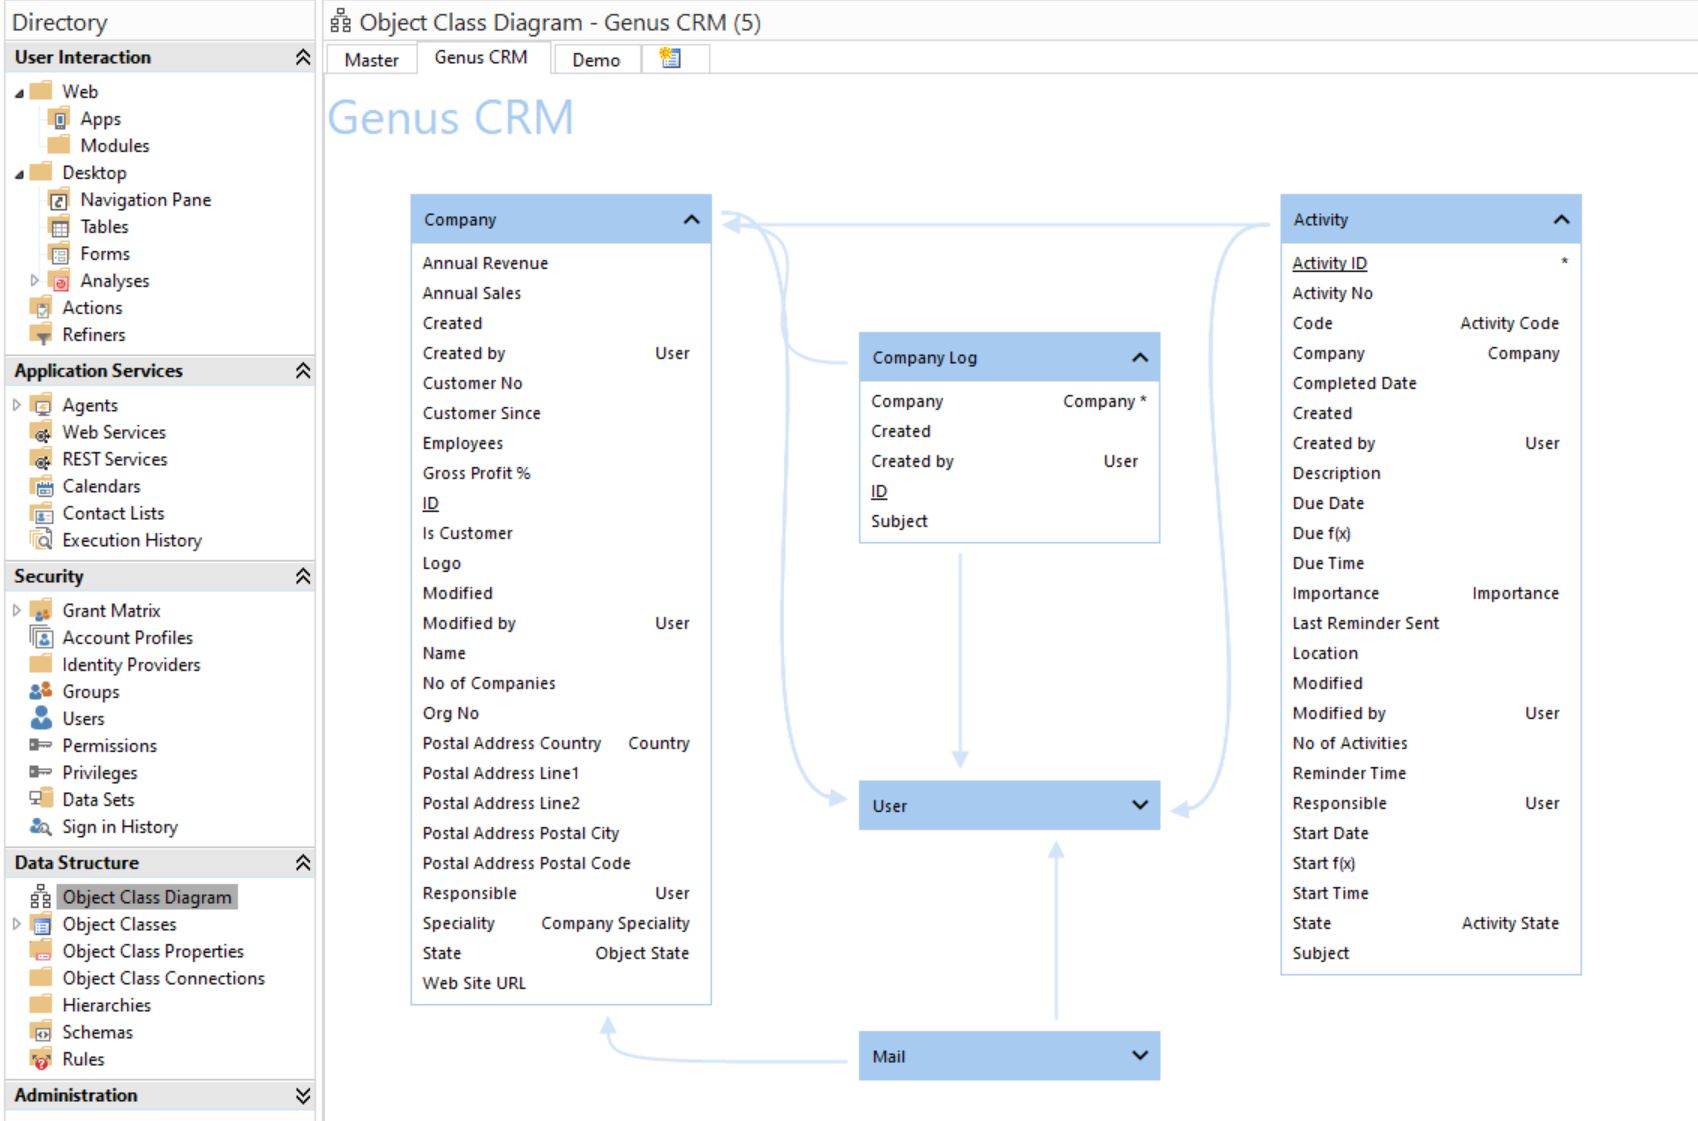 Directory
User Interaction
Web
Apps
Modules
Desktop
Navigation Pane
Tables
Forms
Analyses
Actions
Refiners
Application Services
Agents
Web Services
REST Services
Calendars
Contact Lists
Execution History
Security
Grant Matrix
Account Profiles
Identity Providers
Groups
Users
Permissions
Privileges
Data Sets
Sign in History
Data Structure
Object Class Diagram
Object Classes
Object Class Properties
Object Class Connections
Hierarchies
Schemas
Rules
Administration
Object Class Diagram - Genus CRM (5)
Master Genus CRM Demo
Genus CRM
Company
Annual Revenue
Annual Sales
Created
Created by User
Customer No
Customer Since
Employees
Gross Profit %
ID
Is Customer
Logo
Modified
Modified by User
Name
No of Companies
Org No
Postal Address Country Country
Postal Address Line1
Postal Address Line2
Postal Address Postal City
Postal Address Postal Code
Responsible User
Speciality Company Speciality
State Object State
Web Site URL
Company Log
Company Company *
Created
Created by User
ID
Subject
User
Mail
Activity
Activity ID *
Activity No
Code Activity Code
Company Company
Completed Date
Created
Created by User
Description
Due Date
Due f(x)
Due Time
Importance Importance
Last Reminder Sent
Location
Modified
Modified by User
No of Activities
Reminder Time
Responsible User
Start Date
Start f(x)
Start Time
State Activity State
Subject